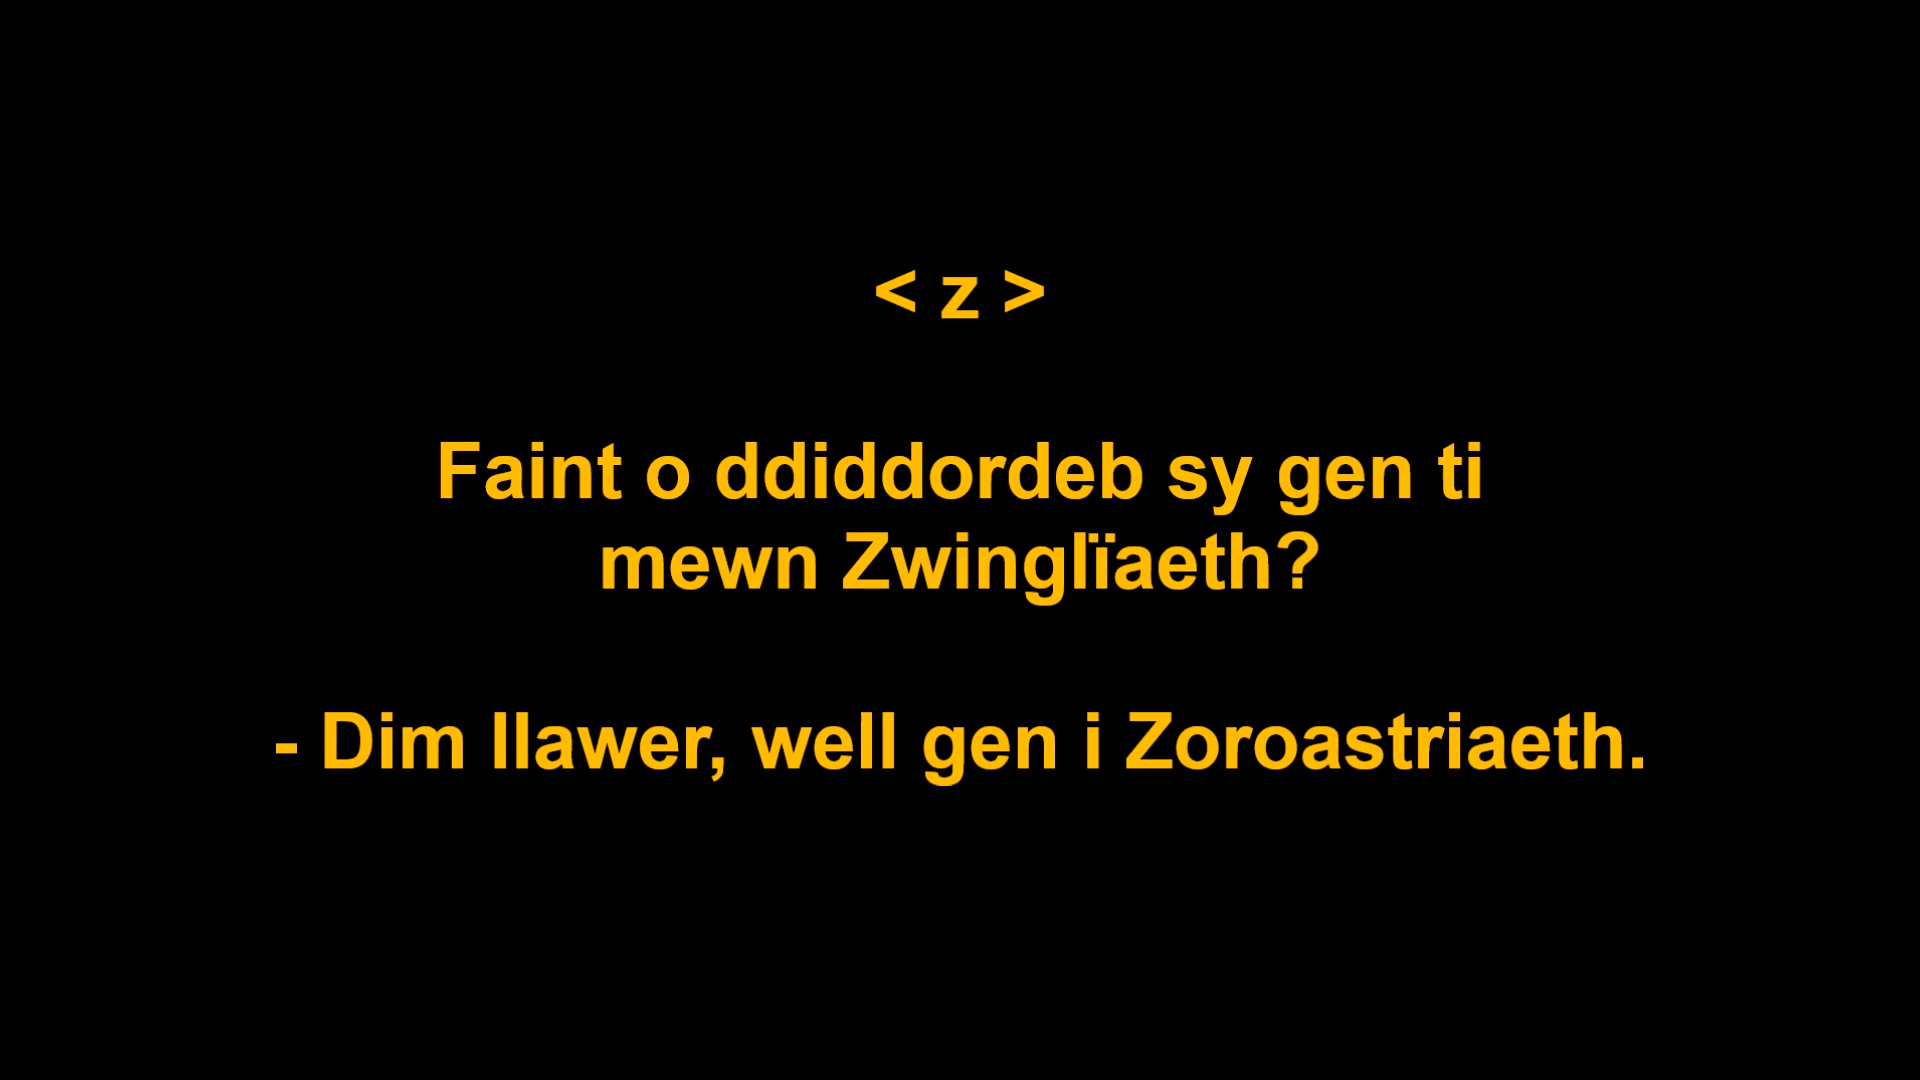 < z >
Faint o ddiddordeb sy gen ti
mewn Zwinglïaeth?
- Dim llawer, well gen i Zoroastriaeth.